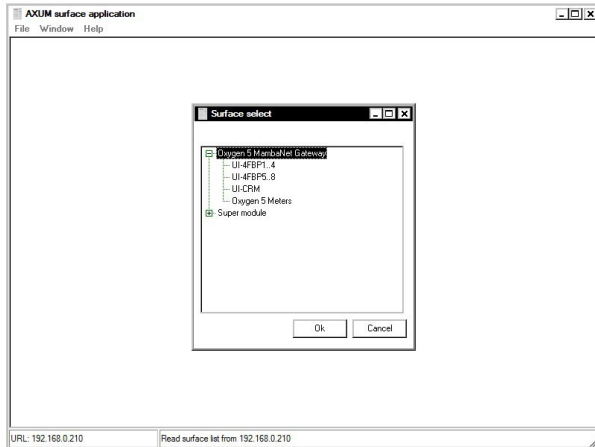 AXUM surface application
File Window Help
Surface select
Oxygen 5 MambaNet Gateway
UI-4FBP1..4
UI-4FBP5..8
UI-CRM
Oxygen 5 Meters
Super module
Ok Cancel
URL: 192.168.0.210 Read surface list from 192.168.0.210